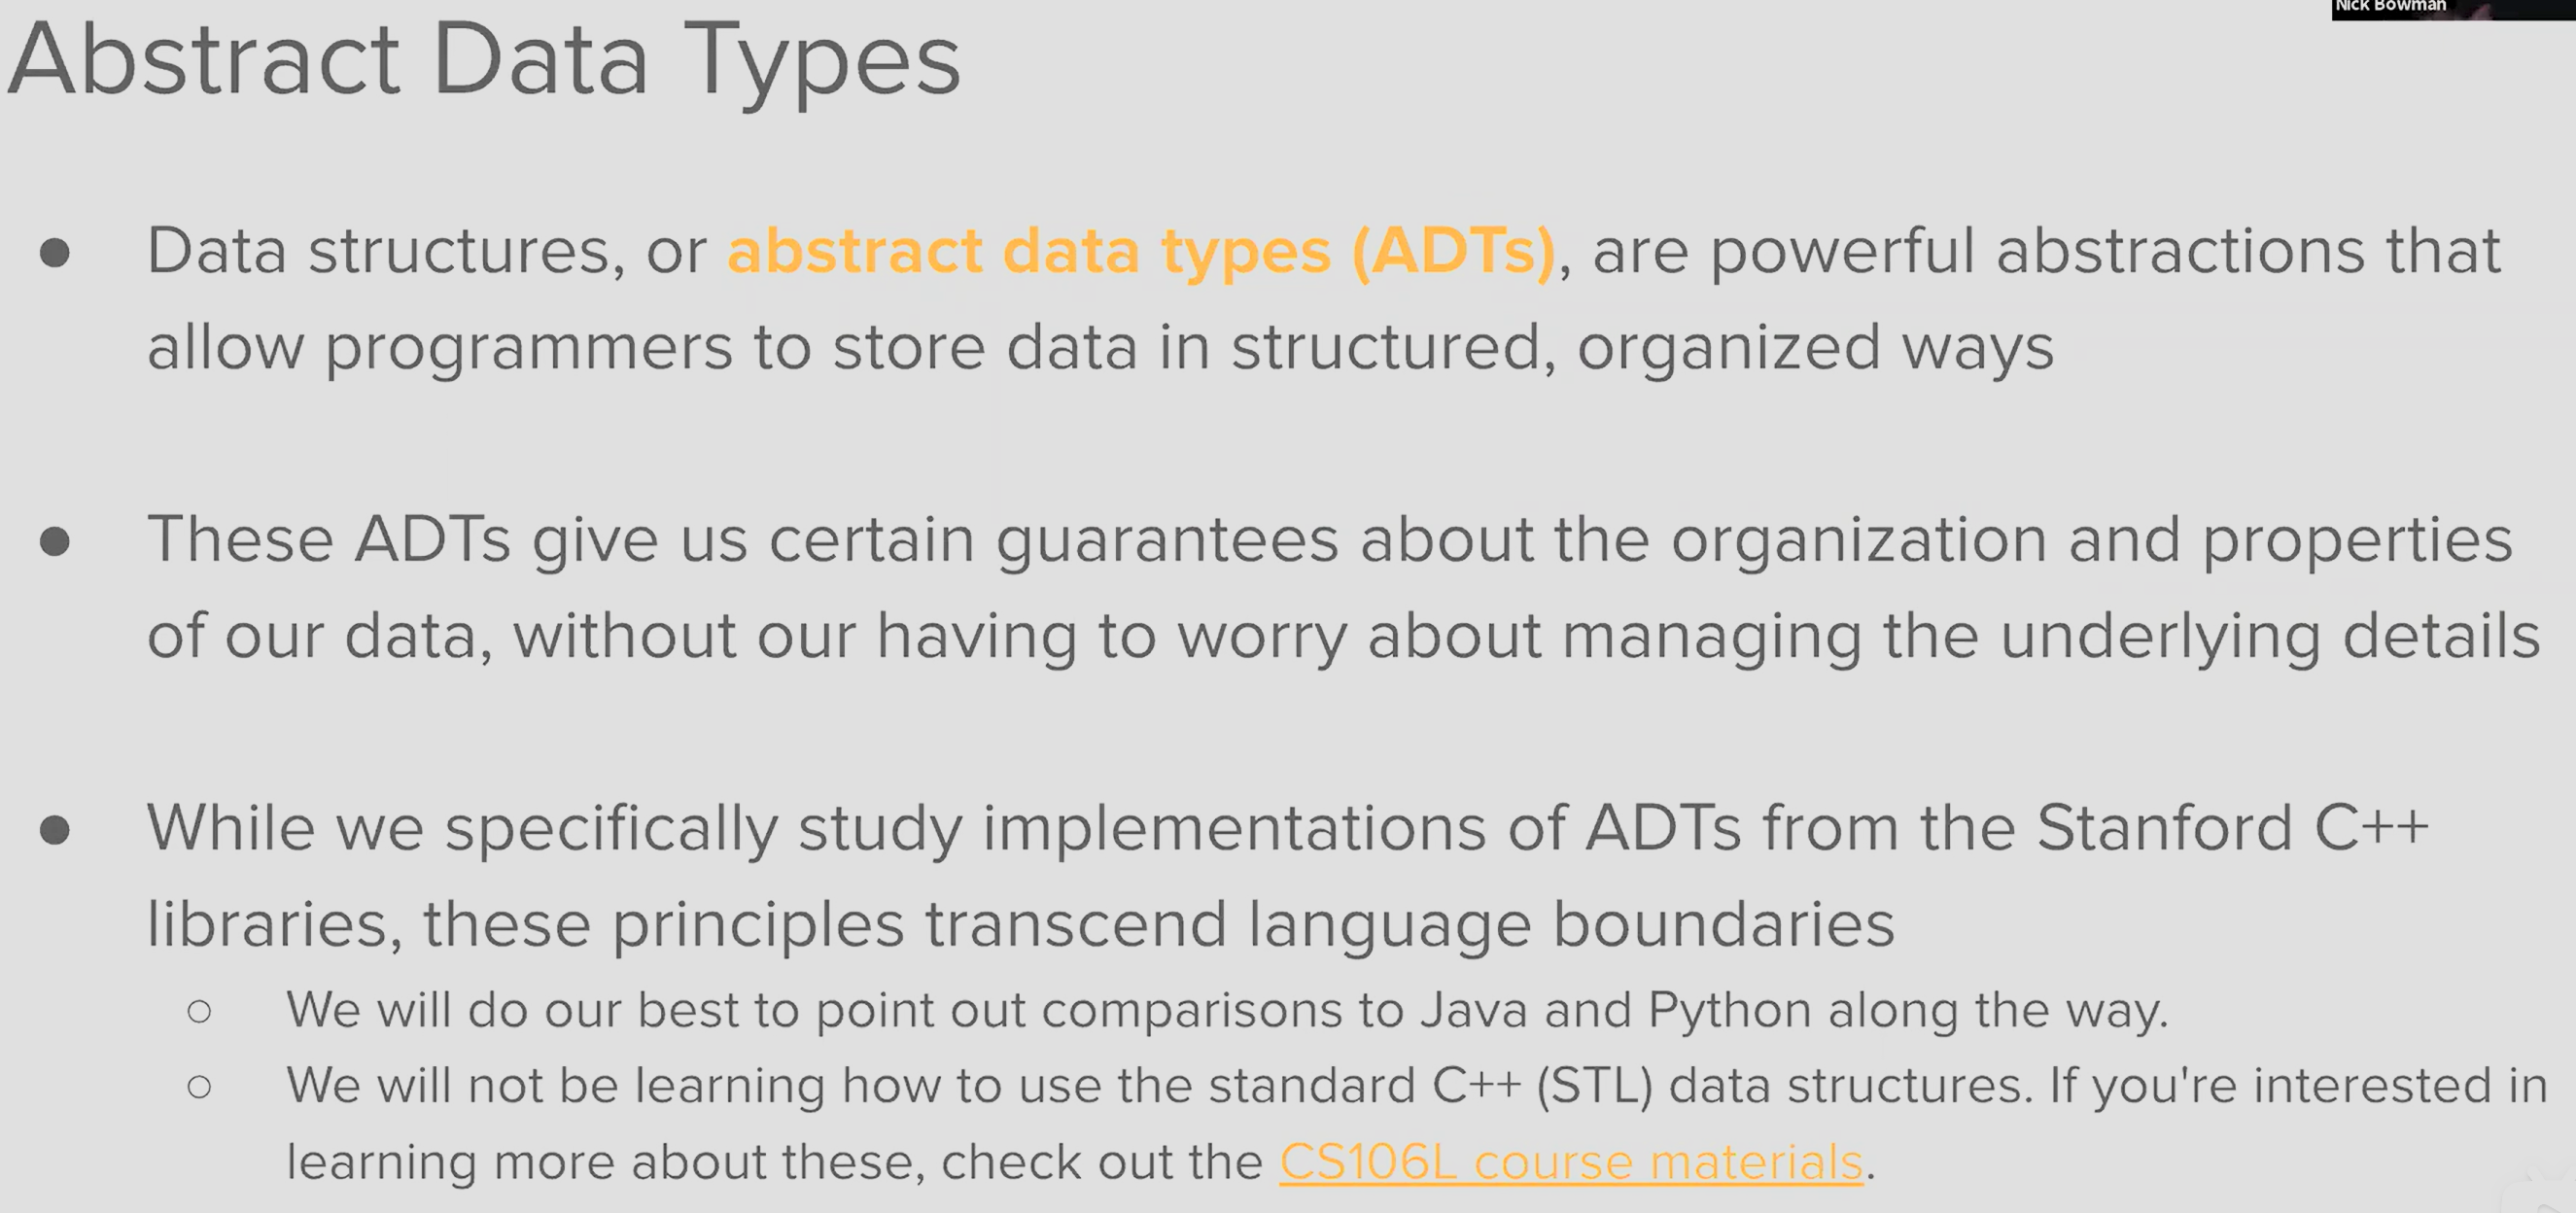 Nick Bowman
Abstract Data Types
● Data structures, or abstract data types (ADTs), are powerful abstractions that
allow programmers to store data in structured, organized ways
● These ADTs give us certain guarantees about the organization and properties
of our data, without our having to worry about managing the underlying details
● While we specifically study implementations of ADTs from the Stanford C++
libraries, these principles transcend language boundaries
○ We will do our best to point out comparisons to Java and Python along the way.
○ We will not be learning how to use the standard C++ (STL) data structures. If you're interested in
learning more about these, check out the CS106L course materials.